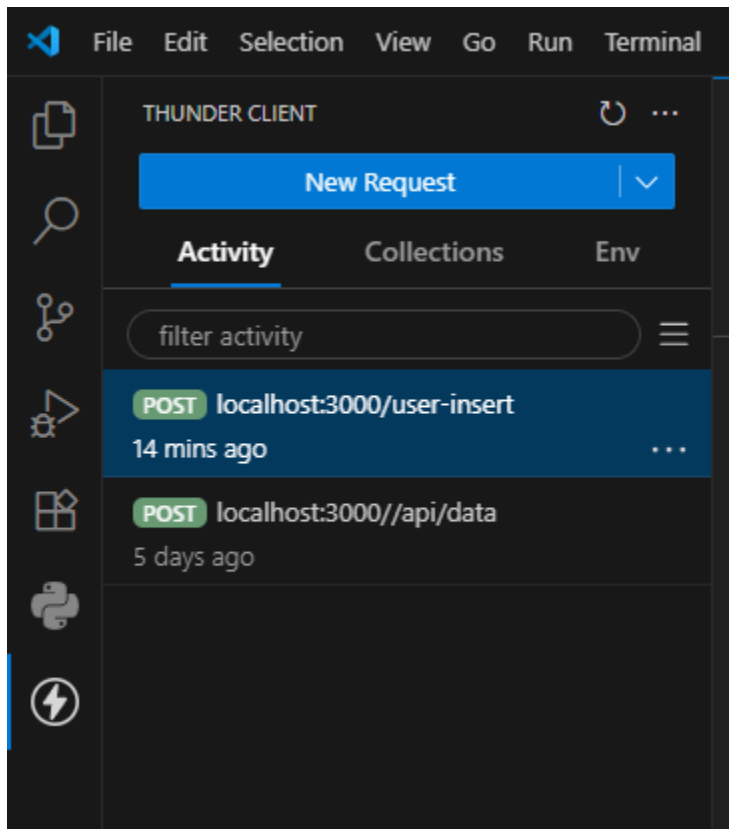 File Edit Selection View Go Run Terminal
THUNDER CLIENT
New Request
Activity Collections Env
filter activity
POST localhost:3000/user-insert
14 mins ago
POST localhost:3000//api/data
5 days ago